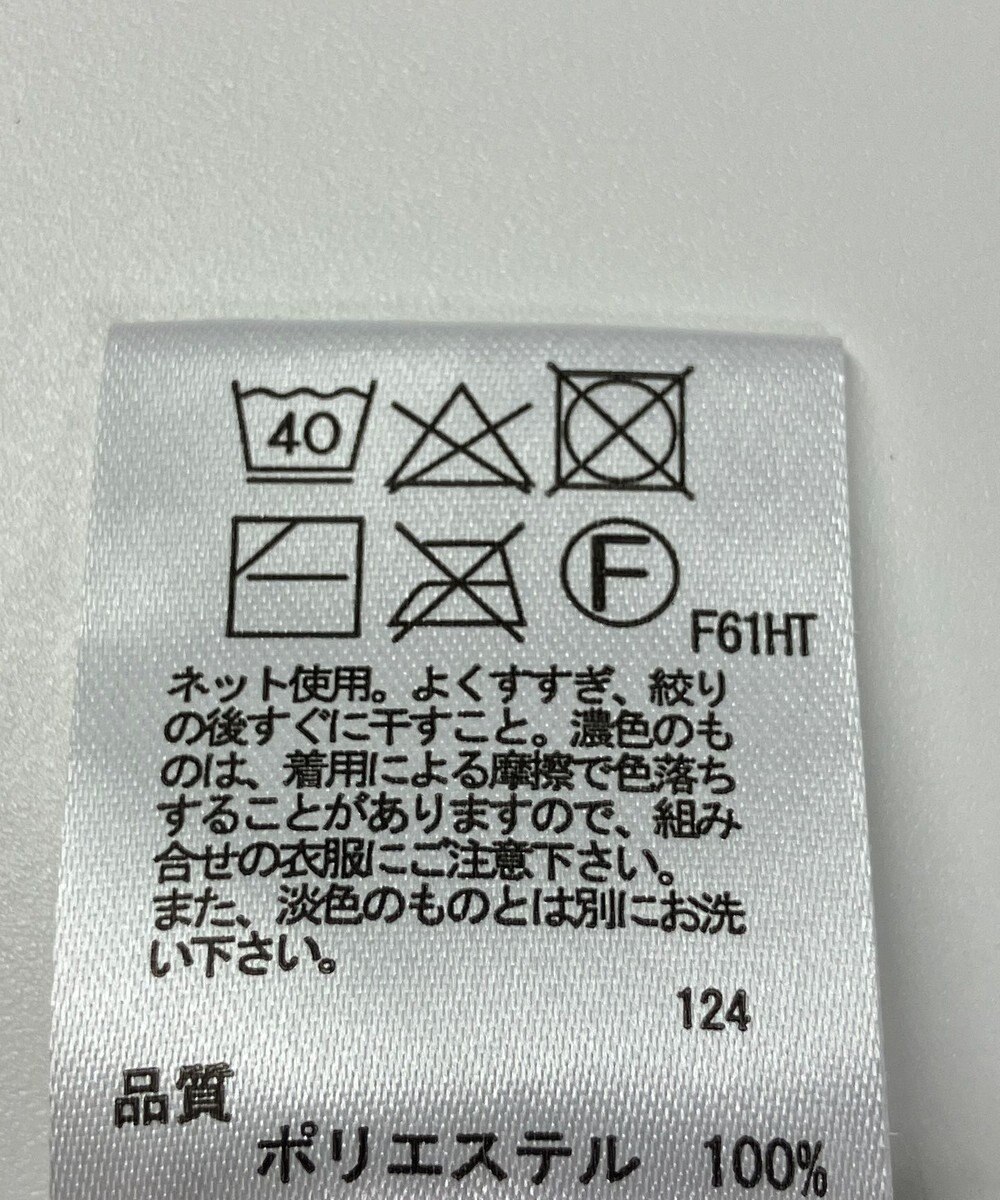 40
F
F61HT
ネット使用。よくすすぎ、絞り
の後すぐに干すこと。濃色のも
のは、着用による摩擦で色落ち
することがありますので、組み
合せの衣服にご注意下さい。
また、淡色のものとは別にお洗
い下さい。
124
品質
ポリエステル 100%